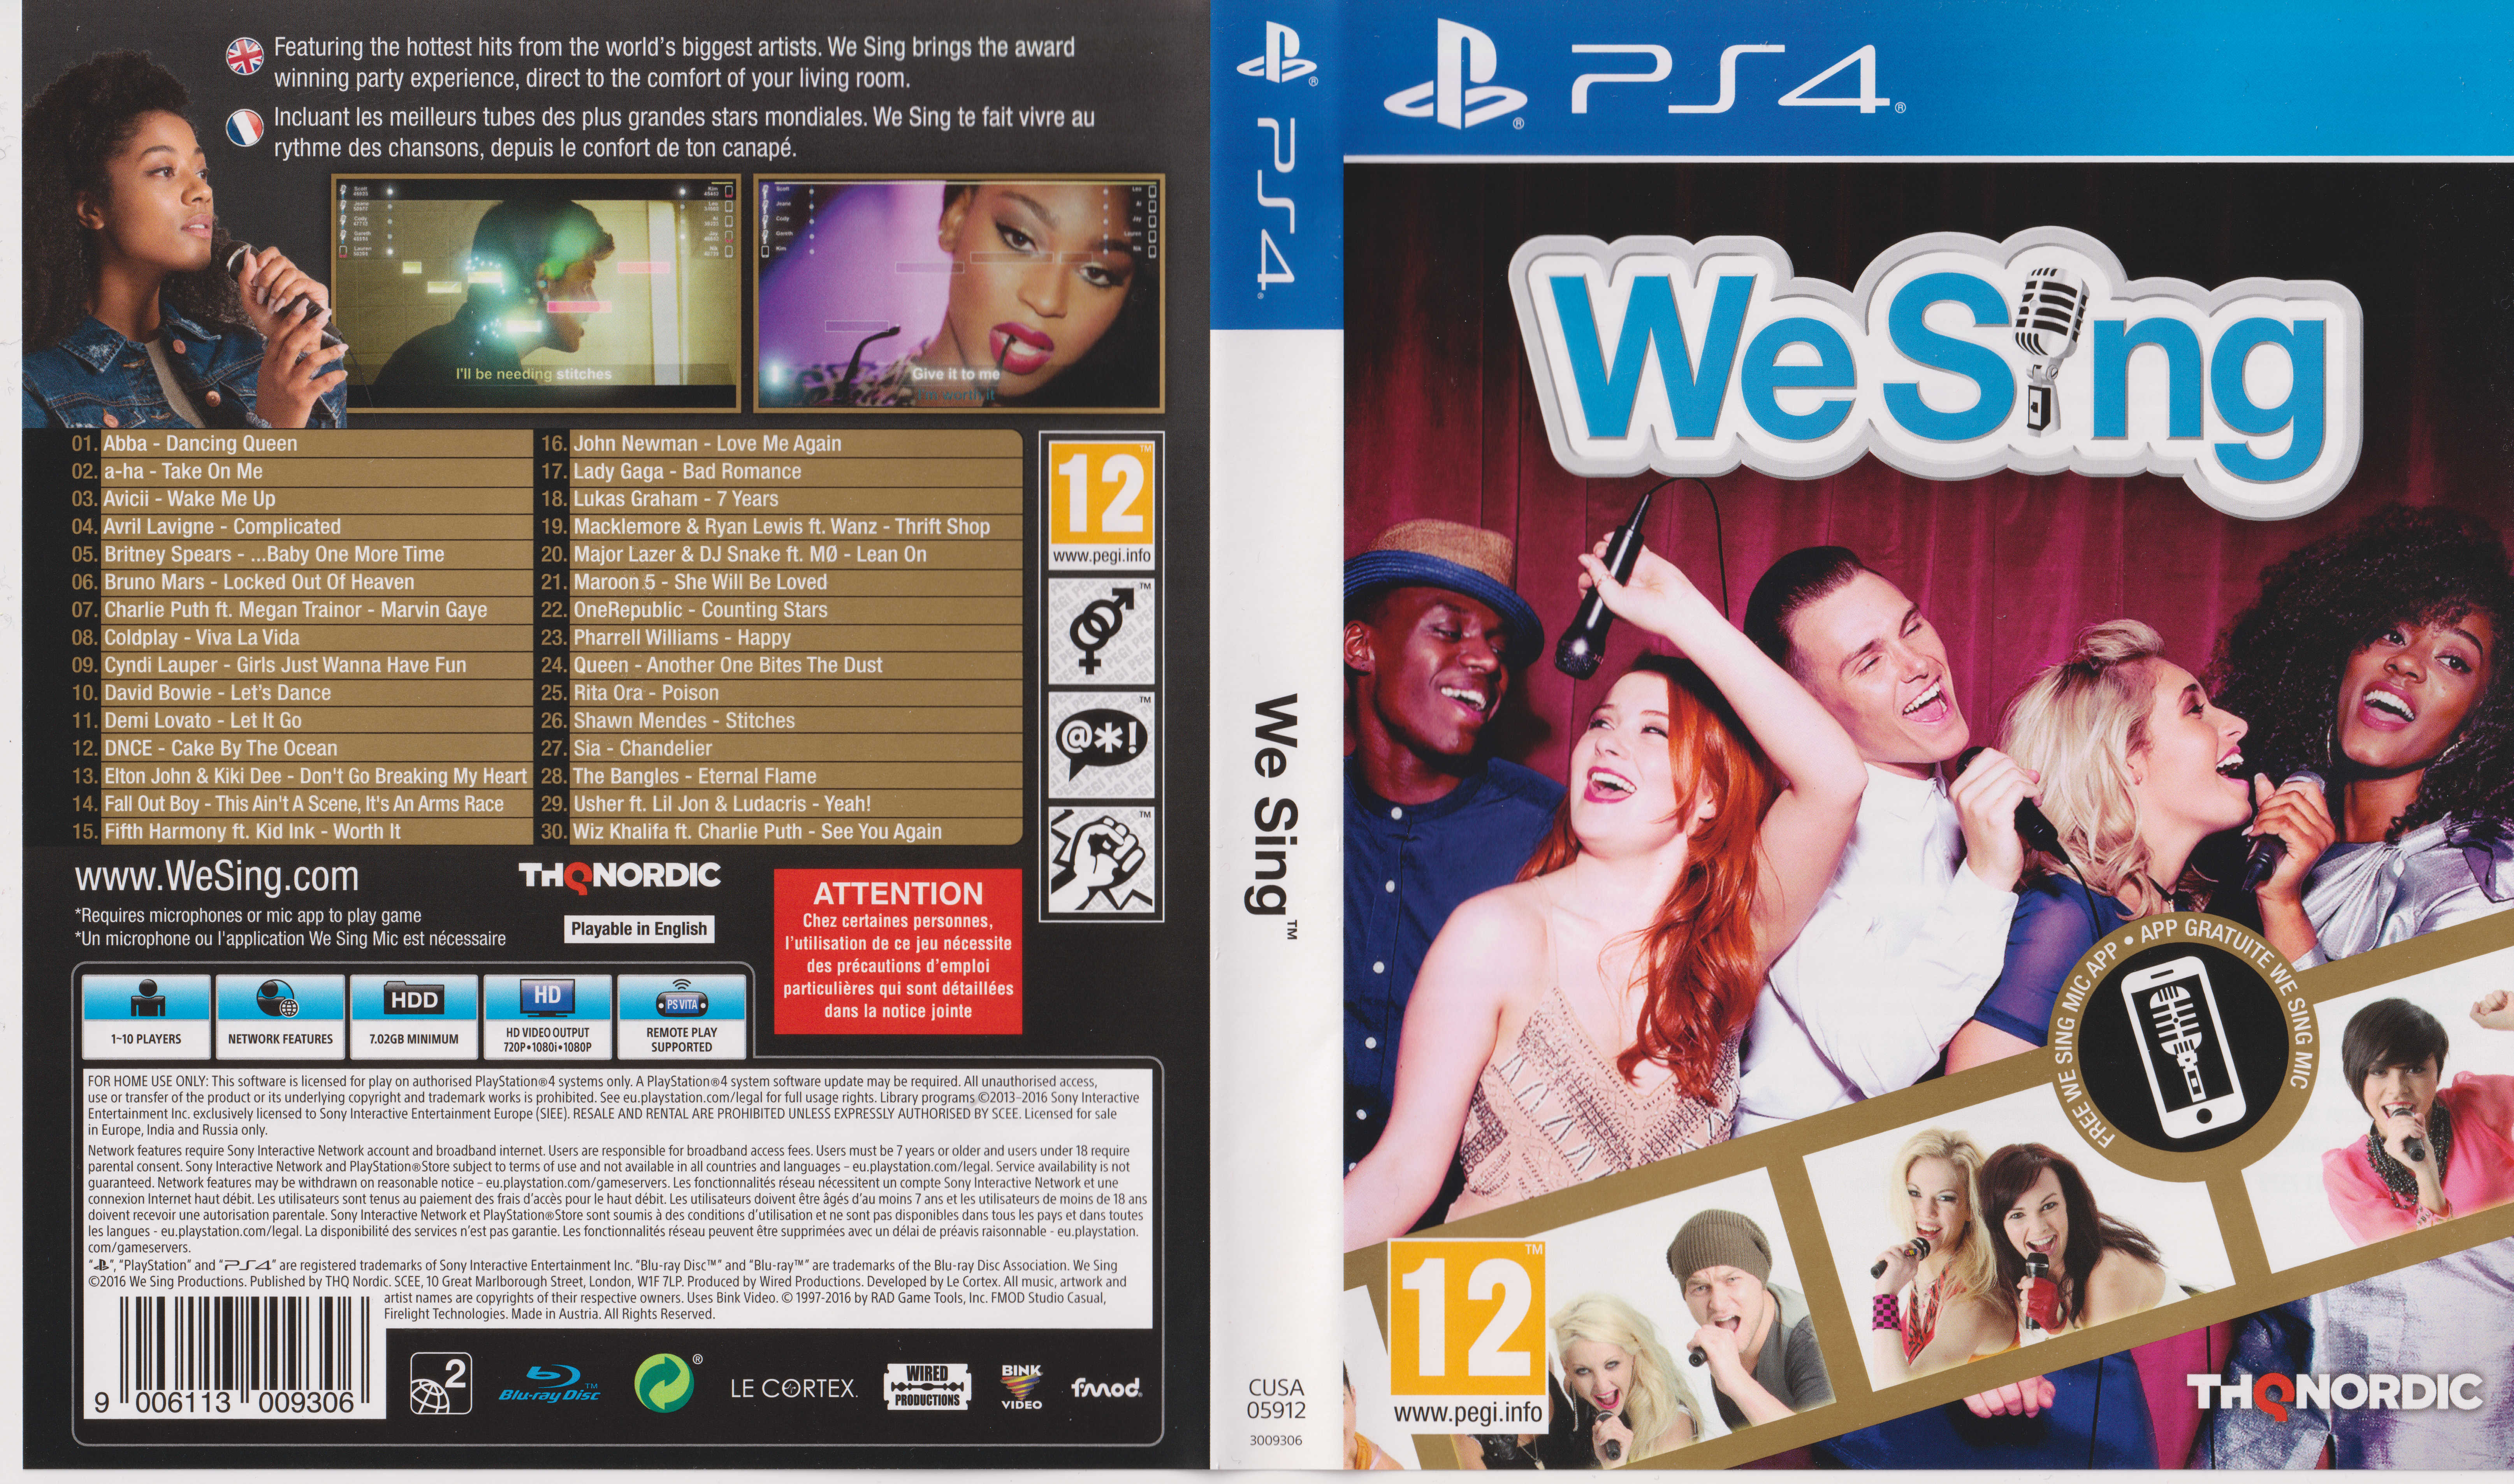 Featuring the hottest hits from the world's biggest artists. We Sing brings the award
winning party experience, direct to the comfort of your living room.
Incluant les meilleurs tubes des plus grandes stars mondiales. We Sing te fait vivre au
rythme des chansons, depuis le confort de ton canapé.
I'll be needing stitches
Give it to me
I'm worth it
01. Abba - Dancing Queen
02. a-ha - Take On Me
03. Avicii - Wake Me Up
04. Avril Lavigne - Complicated
05. Britney Spears - ...Baby One More Time
06. Bruno Mars - Locked Out Of Heaven
07. Charlie Puth ft. Megan Trainor - Marvin Gaye
08. Coldplay - Viva La Vida
09. Cyndi Lauper - Girls Just Wanna Have Fun
10. David Bowie - Let's Dance
11. Demi Lovato - Let It Go
12. DNCE - Cake By The Ocean
13. Elton John & Kiki Dee - Don't Go Breaking My Heart
14. Fall Out Boy - This Ain't A Scene, It's An Arms Race
15. Fifth Harmony ft. Kid Ink - Worth It
16. John Newman - Love Me Again
17. Lady Gaga - Bad Romance
18. Lukas Graham - 7 Years
19. Macklemore & Ryan Lewis ft. Wanz - Thrift Shop
20. Major Lazer & DJ Snake ft. MØ - Lean On
21. Maroon 5 - She Will Be Loved
22. OneRepublic - Counting Stars
23. Pharrell Williams - Happy
24. Queen - Another One Bites The Dust
25. Rita Ora - Poison
26. Shawn Mendes - Stitches
27. Sia - Chandelier
28. The Bangles - Eternal Flame
29. Usher ft. Lil Jon & Ludacris - Yeah!
30. Wiz Khalifa ft. Charlie Puth - See You Again
12
www.pegi.info
@*!
www.WeSing.com
THQNORDIC
*Requires microphones or mic app to play game
*Un microphone ou l'application We Sing Mic est nécessaire
Playable in English
ATTENTION
Chez certaines personnes,
l'utilisation de ce jeu nécessite
des précautions d'emploi
particulières qui sont détaillées
dans la notice jointe
1-10 PLAYERS
NETWORK FEATURES
HDD
7.02GB MINIMUM
HD
HD VIDEO OUTPUT
720P•1080i•1080P
PS VITA
REMOTE PLAY
SUPPORTED
FOR HOME USE ONLY: This software is licensed for play on authorised PlayStation®4 systems only. A PlayStation®4 system software update may be required. All unauthorised access,
use or transfer of the product or its underlying copyright and trademark works is prohibited. See eu.playstation.com/legal for full usage rights. Library programs ©2013-2016 Sony Interactive
Entertainment Inc. exclusively licensed to Sony Interactive Entertainment Europe (SIEE). RESALE AND RENTAL ARE PROHIBITED UNLESS EXPRESSLY AUTHORISED BY SCEE. Licensed for sale
in Europe, India and Russia only.
Network features require Sony Interactive Network account and broadband internet. Users are responsible for broadband access fees. Users must be 7 years or older and users under 18 require
parental consent. Sony Interactive Network and PlayStation®Store subject to terms of use and not available in all countries and languages – eu.playstation.com/legal. Service availability is not
guaranteed. Network features may be withdrawn on reasonable notice – eu.playstation.com/gameservers. Les fonctionnalités réseau nécessitent un compte Sony Interactive Network et une
connexion Internet haut débit. Les utilisateurs sont tenus au paiement des frais d'accès pour le haut débit. Les utilisateurs doivent être âgés d'au moins 7 ans et les utilisateurs de moins de 18 ans
doivent recevoir une autorisation parentale. Sony Interactive Network et PlayStation®Store sont soumis à des conditions d'utilisation et ne sont pas disponibles dans tous les pays et dans toutes
les langues - eu.playstation.com/legal. La disponibilité des services n'est pas garantie. Les fonctionnalités réseau peuvent être supprimées avec un délai de préavis raisonnable - eu.playstation.
com/gameservers.
"PS", "PlayStation" and "PS4" are registered trademarks of Sony Interactive Entertainment Inc. "Blu-ray Disc™" and "Blu-ray™" are trademarks of the Blu-ray Disc Association. We Sing
©2016 We Sing Productions. Published by THQ Nordic. SCEE, 10 Great Marlborough Street, London, W1F 7LP. Produced by Wired Productions. Developed by Le Cortex. All music, artwork and
artist names are copyrights of their respective owners. Uses Bink Video. © 1997-2016 by RAD Game Tools, Inc. FMOD Studio Casual,
Firelight Technologies. Made in Austria. All Rights Reserved.
9 006113 009306
2
Blu-ray Disc™
LE CORTEX.
WIRED
PRODUCTIONS
BINK
VIDEO
fmod
PS4®
We Sing™
CUSA
05912
3009306
PS4®
We Sing
FREE WE SING MIC APP • APP GRATUITE WE SING MIC
12
www.pegi.info
THQNORDIC